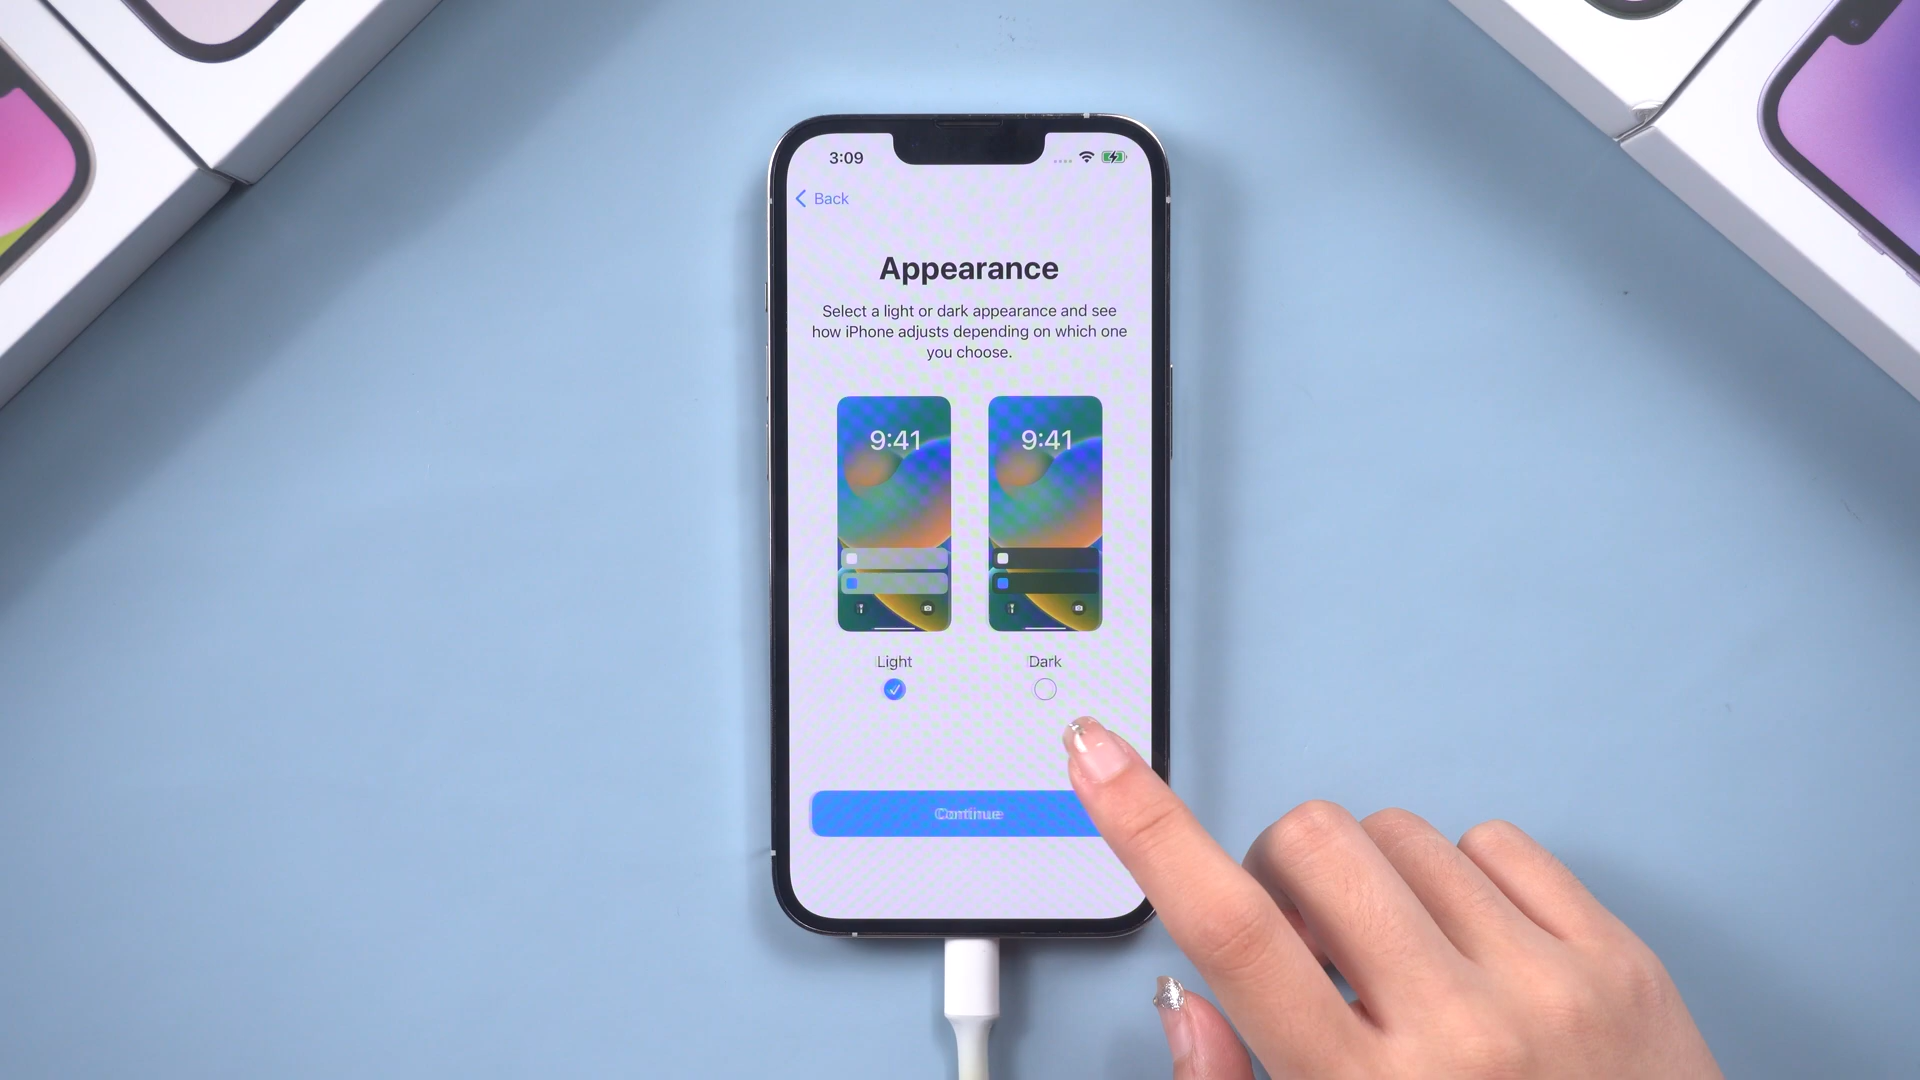 3:09
Back
Appearance
Select a light or dark appearance and see
how iPhone adjusts depending on which one
you choose.
9:41
9:41
Light
Dark
Continue